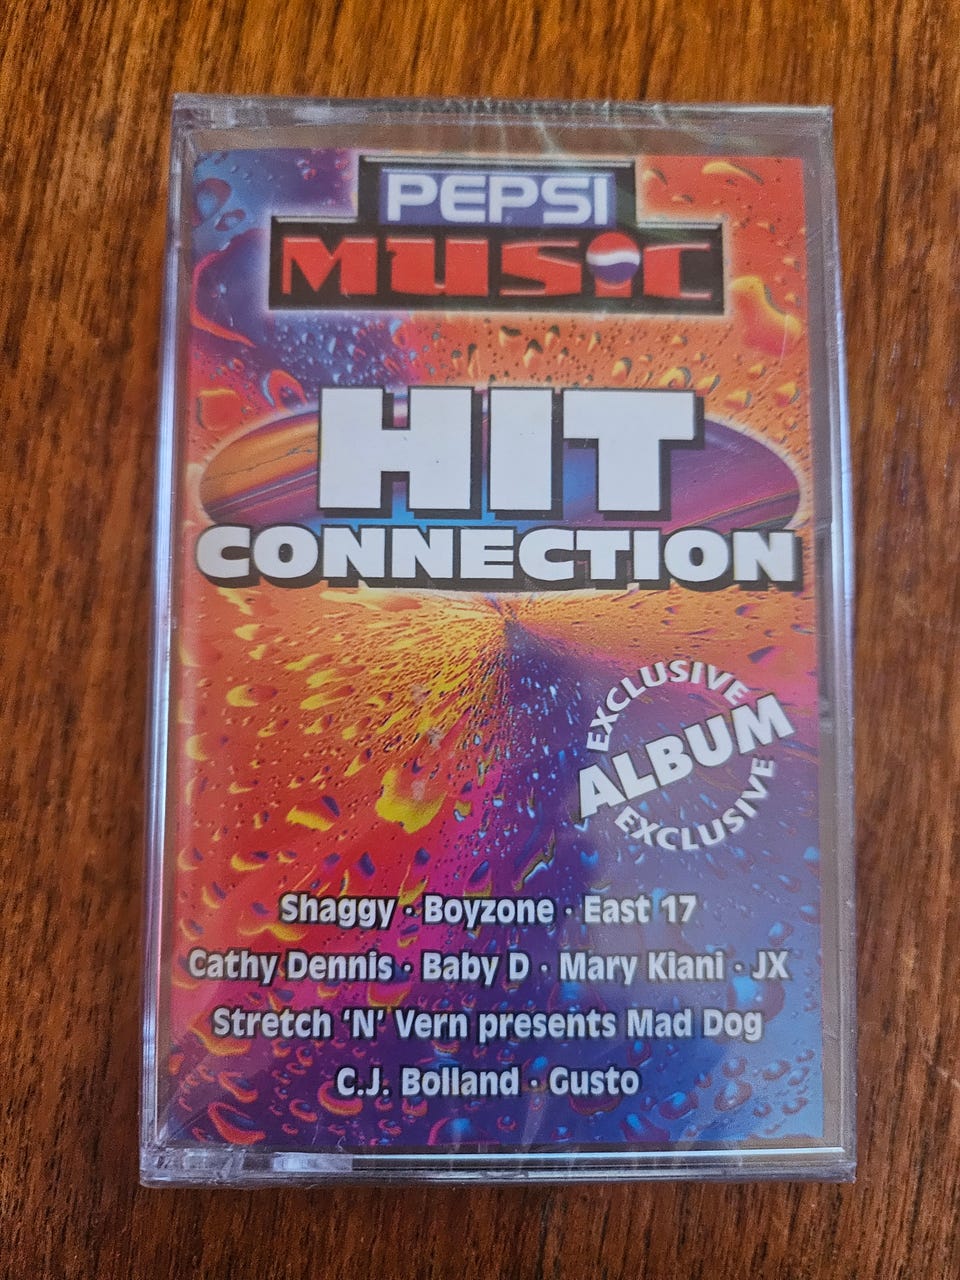 PEPSI
MUSIC
HIT
CONNECTION
EXCLUSIVE
ALBUM
EXCLUSIVE
Shaggy · Boyzone · East 17
Cathy Dennis · Baby D · Mary Kiani · JX
Stretch ‘N’ Vern presents Mad Dog
C.J. Bolland · Gusto